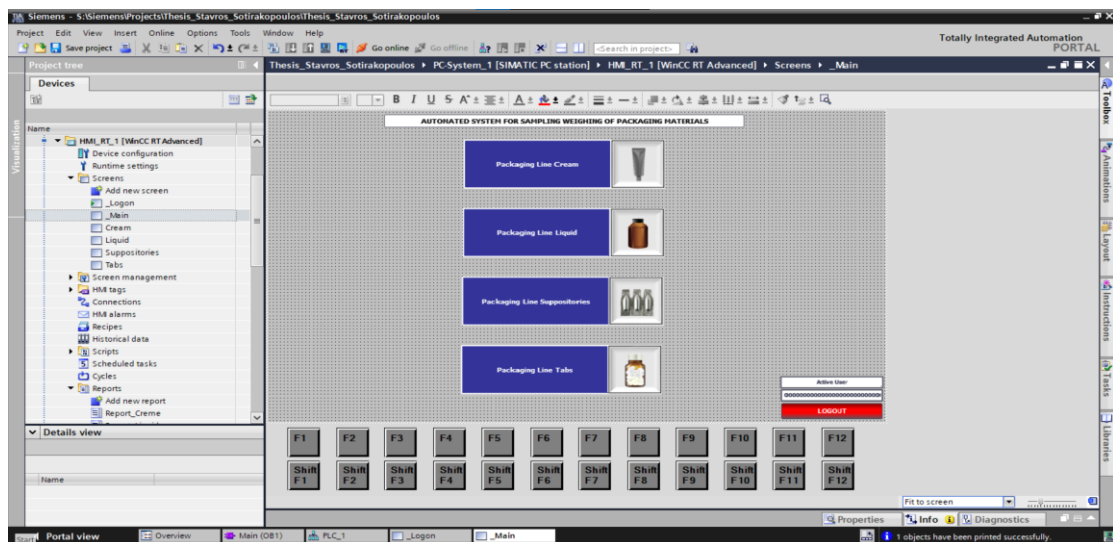 Siemens - S:\Siemens\Projects\Thesis_Stavros_Sotirakopoulos\Thesis_Stavros_Sotirakopoulos
Project Edit View Insert Online Options Tools Window Help
Save project Go online Go offline <Search in project>
Totally Integrated Automation
PORTAL
Project tree
Thesis_Stavros_Sotirakopoulos PC-System_1 [SIMATIC PC station] HMI_RT_1 [WinCC RT Advanced] Screens _Main
Devices
B I U S A
Name
HMI_RT_1 [WinCC RT Advanced]
Device configuration
Runtime settings
Screens
Add new screen
_Logon
_Main
Cream
Liquid
Suppositories
Tabs
Screen management
HMI tags
Connections
HMI alarms
Recipes
Historical data
Scripts
Scheduled tasks
Cycles
Reports
Add new report
Report_Creme
Details view
Name
Visualization
AUTONATED SYSTEM FOR SAMPLING WEIGHING OF PACKAGING MATERIALS
Packaging Line Cream
Packaging Line Liquid
Packaging Line Suppositories
Packaging Line Tabs
Active User
LOGOUT
F1 F2 F3 F4 F5 F6 F7 F8 F9 F10 F11 F12
Shift F1 Shift F2 Shift F3 Shift F4 Shift F5 Shift F6 Shift F7 Shift F8 Shift F9 Shift F10 Shift F11 Shift F12
Fit to screen
Properties Info Diagnostics
Toolbox
Animations
Layout
Instructions
Tasks
Libraries
Start Portal view Overview Main (OB1) PLC_1 _Logon _Main 1 objects have been printed successfully.